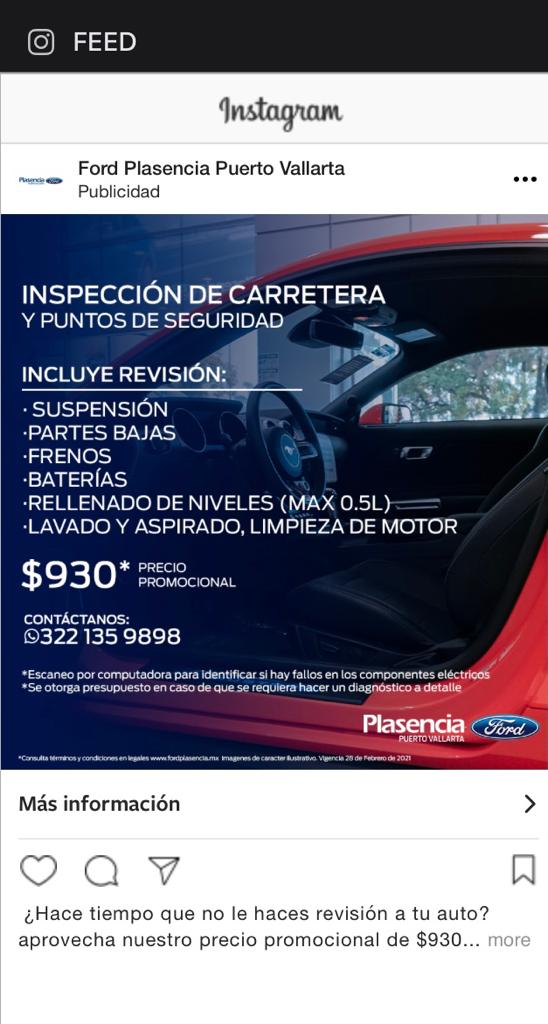 FEED
Instagram
Plasencia Ford
Ford Plasencia Puerto Vallarta
Publicidad
INSPECCIÓN DE CARRETERA
Y PUNTOS DE SEGURIDAD
INCLUYE REVISIÓN:
· SUSPENSIÓN
·PARTES BAJAS
·FRENOS
·BATERÍAS
·RELLENADO DE NIVELES (MAX 0.5L)
·LAVADO Y ASPIRADO, LIMPIEZA DE MOTOR
$930* PRECIO
PROMOCIONAL
CONTÁCTANOS:
322 135 9898
*Escaneo por computadora para identificar si hay fallos en los componentes eléctricos
*Se otorga presupuesto en caso de que se requiera hacer un diagnóstico a detalle
Plasencia Ford
PUERTO VALLARTA
*Consulta términos y condiciones en legales www.fordplasencia.mx Imagenes de caracter ilustrativo. Vigencia 28 de Febrero de 2021
Más información
¿Hace tiempo que no le haces revisión a tu auto?
aprovecha nuestro precio promocional de $930... more